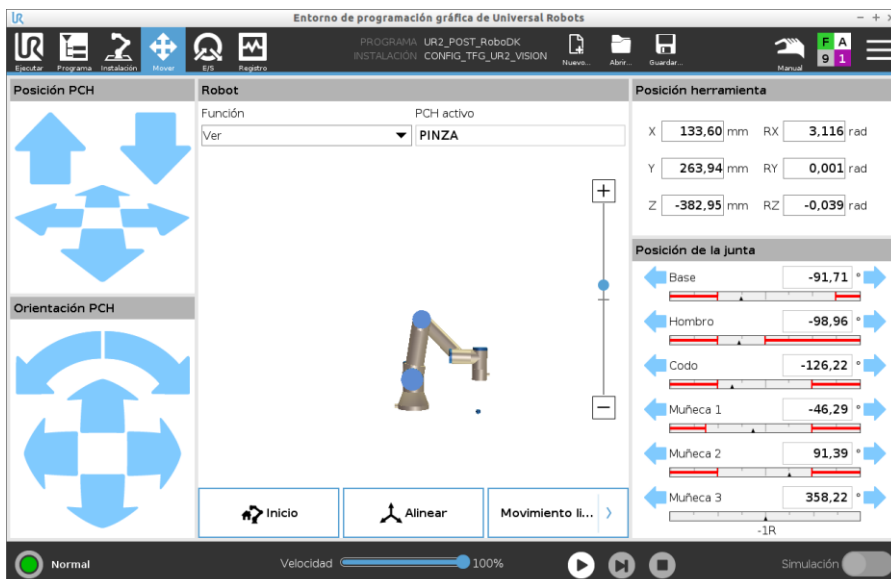 UR Entorno de programación gráfica de Universal Robots
PROGRAMA UR2_POST_RoboDK
INSTALACIÓN CONFIG_TFG_UR2_VISION
Ejecutar Programa Instalación Mover E/S Registro Nuevo... Abrir... Guardar... Manual
F A
9 1
Posición PCH
Orientación PCH
Robot
Función PCH activo
Ver PINZA
Inicio Alinear Movimiento li...
Posición herramienta
X 133,60 mm RX 3,116 rad
Y 263,94 mm RY 0,001 rad
Z -382,95 mm RZ -0,039 rad
Posición de la junta
Base -91,71 °
Hombro -98,96 °
Codo -126,22 °
Muñeca 1 -46,29 °
Muñeca 2 91,39 °
Muñeca 3 358,22 °
-1R
Normal Velocidad 100% Simulación